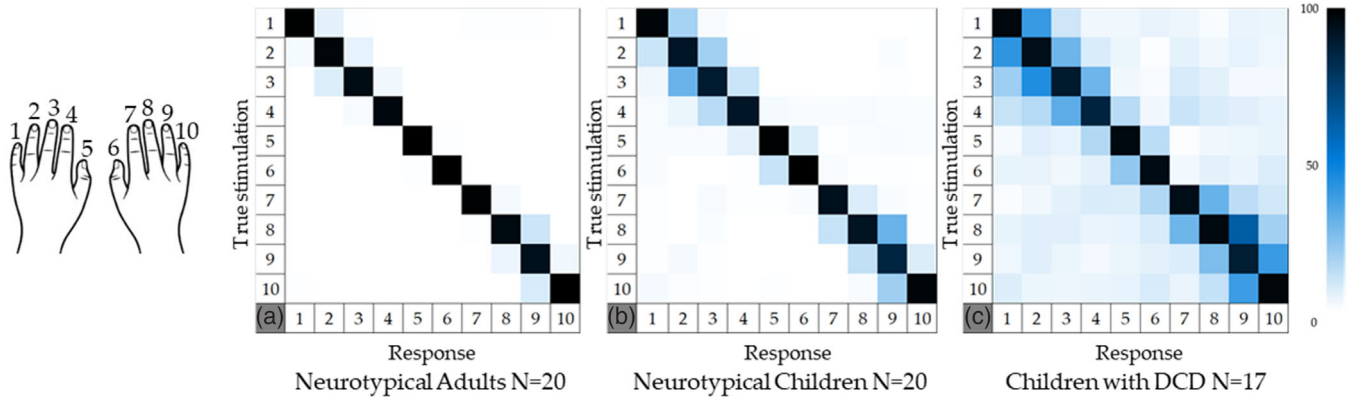 1 2 3 4 5 6 7 8 9 10
True stimulation
1
2
3
4
5
6
7
8
9
10
(a) 1 2 3 4 5 6 7 8 9 10
Response
Neurotypical Adults N=20
True stimulation
1
2
3
4
5
6
7
8
9
10
(b) 1 2 3 4 5 6 7 8 9 10
Response
Neurotypical Children N=20
True stimulation
1
2
3
4
5
6
7
8
9
10
(c) 1 2 3 4 5 6 7 8 9 10
Response
Children with DCD N=17
100
50
0